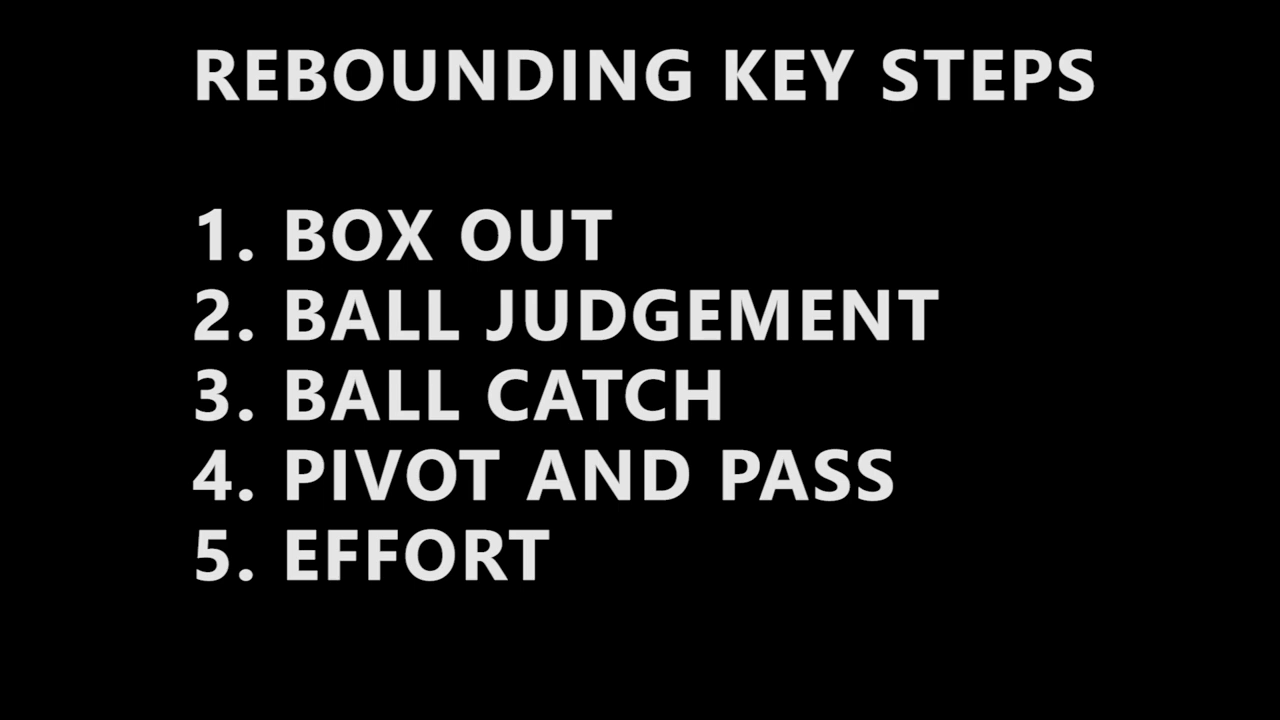 REBOUNDING KEY STEPS
1. BOX OUT
2. BALL JUDGEMENT
3. BALL CATCH
4. PIVOT AND PASS
5. EFFORT